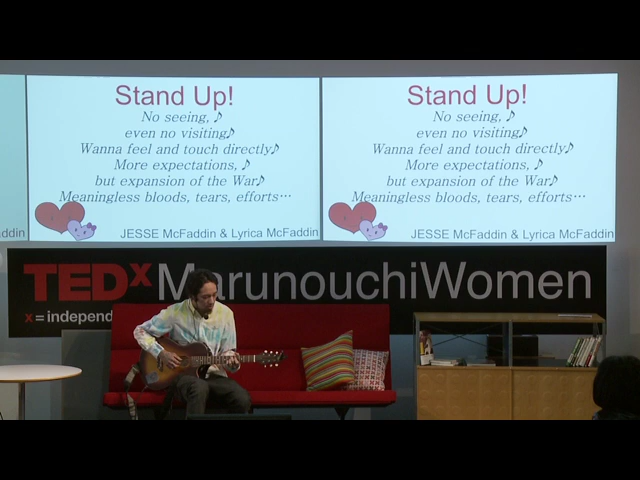 Stand Up!
No seeing, ♪
even no visiting♪
Wanna feel and touch directly♪
More expectations, ♪
but expansion of the War♪
Meaningless bloods, tears, efforts…
JESSE McFaddin & Lyrica McFaddin
Stand Up!
No seeing, ♪
even no visiting♪
Wanna feel and touch directly♪
More expectations, ♪
but expansion of the War♪
Meaningless bloods, tears, efforts…
JESSE McFaddin & Lyrica McFaddin
addin
TEDx MarunouchiWomen
x = independ